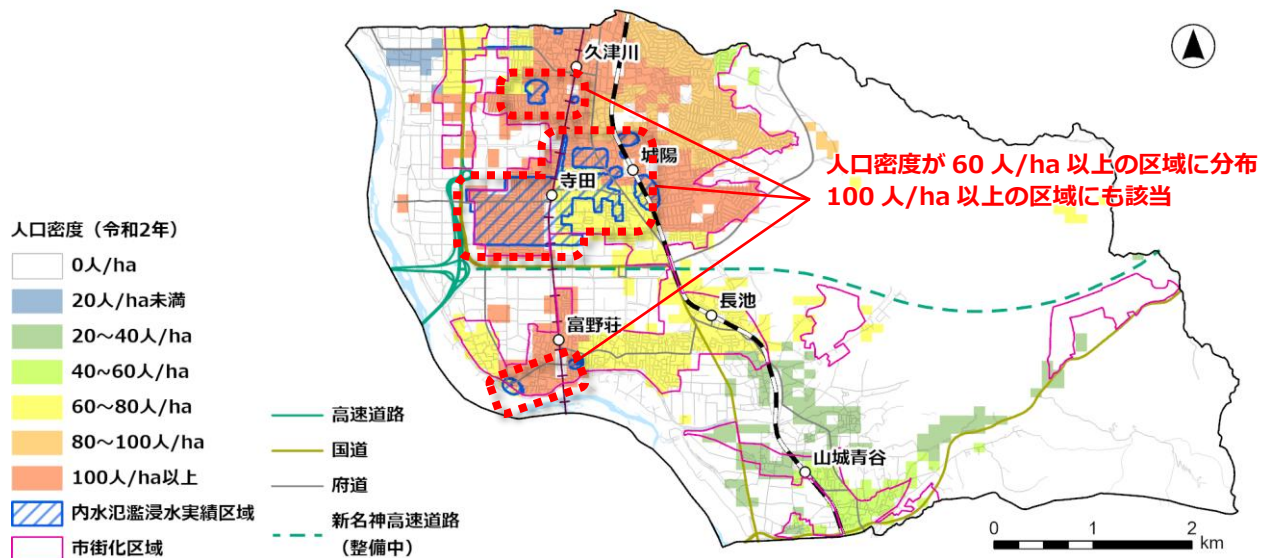 久津川
城陽
寺田
長池
富野荘
山城青谷
人口密度が 60 人/ha 以上の区域に分布
100 人/ha 以上の区域にも該当
人口密度（令和2年）
0人/ha
20人/ha未満
20～40人/ha
40～60人/ha
60～80人/ha
80～100人/ha
100人/ha以上
内水氾濫浸水実績区域
市街化区域
高速道路
国道
府道
新名神高速道路
（整備中）
0 1 2
km